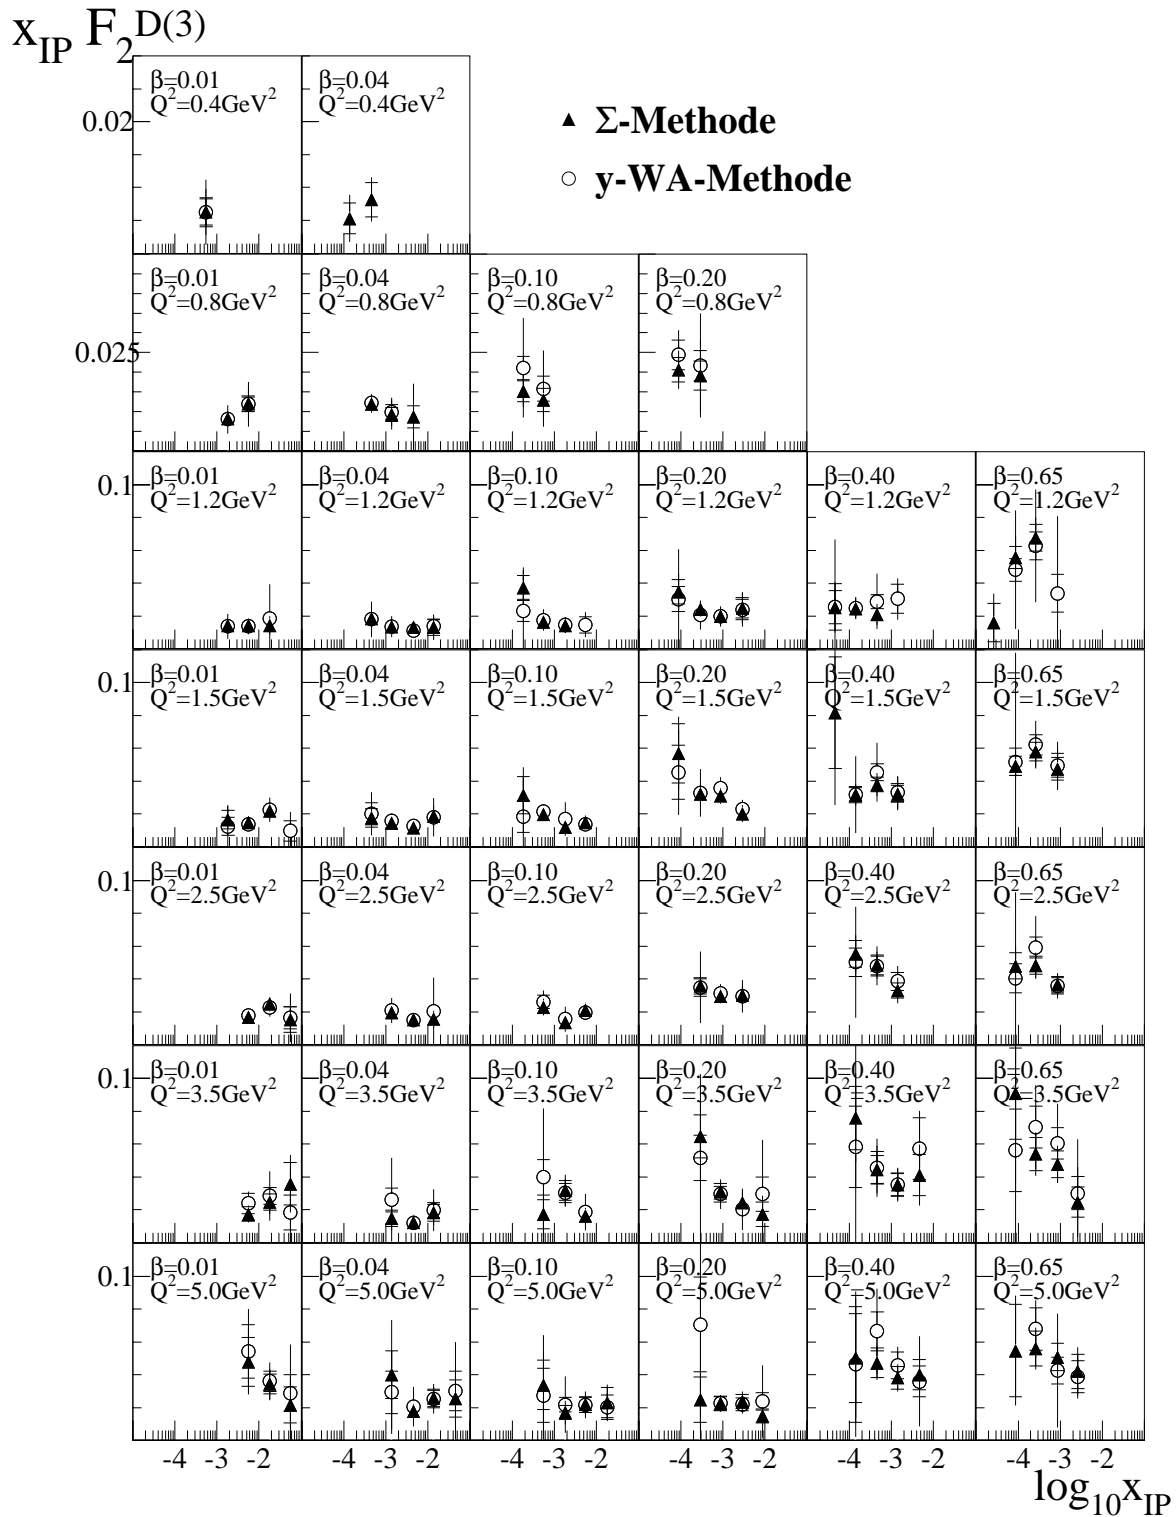 x_IP F_2^D(3)
β=0.01 β=0.04
Q²=0.4GeV² Q²=0.4GeV²
0.02
▲ Σ-Methode
○ y-WA-Methode
β=0.01 β=0.04 β=0.10 β=0.20
Q²=0.8GeV² Q²=0.8GeV² Q²=0.8GeV² Q²=0.8GeV²
0.025
β=0.01 β=0.04 β=0.10 β=0.20 β=0.40 β=0.65
0.1
Q²=1.2GeV² Q²=1.2GeV² Q²=1.2GeV² Q²=1.2GeV² Q²=1.2GeV² Q²=1.2GeV²
β=0.01 β=0.04 β=0.10 β=0.20 β=0.40 β=0.65
0.1
Q²=1.5GeV² Q²=1.5GeV² Q²=1.5GeV² Q²=1.5GeV² Q²=1.5GeV² Q²=1.5GeV²
β=0.01 β=0.04 β=0.10 β=0.20 β=0.40 β=0.65
0.1
Q²=2.5GeV² Q²=2.5GeV² Q²=2.5GeV² Q²=2.5GeV² Q²=2.5GeV² Q²=2.5GeV²
β=0.01 β=0.04 β=0.10 β=0.20 β=0.40 β=0.65
0.1
Q²=3.5GeV² Q²=3.5GeV² Q²=3.5GeV² Q²=3.5GeV² Q²=3.5GeV² Q²=3.5GeV²
β=0.01 β=0.04 β=0.10 β=0.20 β=0.40 β=0.65
0.1
Q²=5.0GeV² Q²=5.0GeV² Q²=5.0GeV² Q²=5.0GeV² Q²=5.0GeV² Q²=5.0GeV²
-4 -3 -2 -4 -3 -2 -4 -3 -2 -4 -3 -2 -4 -3 -2 -4 -3 -2
log₁₀x_IP